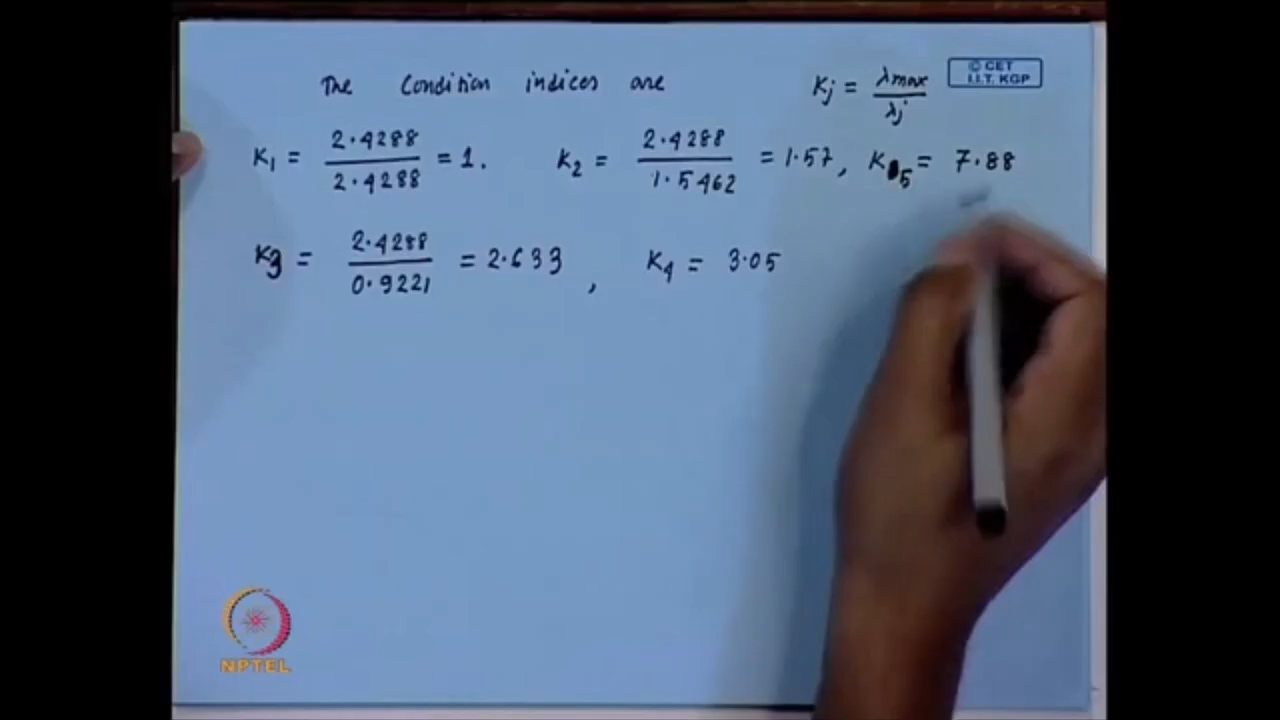 The Condition indices are Kj = λmax / λj
© CET
I.I.T. KGP
K1 = 2.4288 / 2.4288 = 1. K2 = 2.4288 / 1.5462 = 1.57, K5 = 7.88
K3 = 2.4288 / 0.9221 = 2.633 , K4 = 3.05
NPTEL